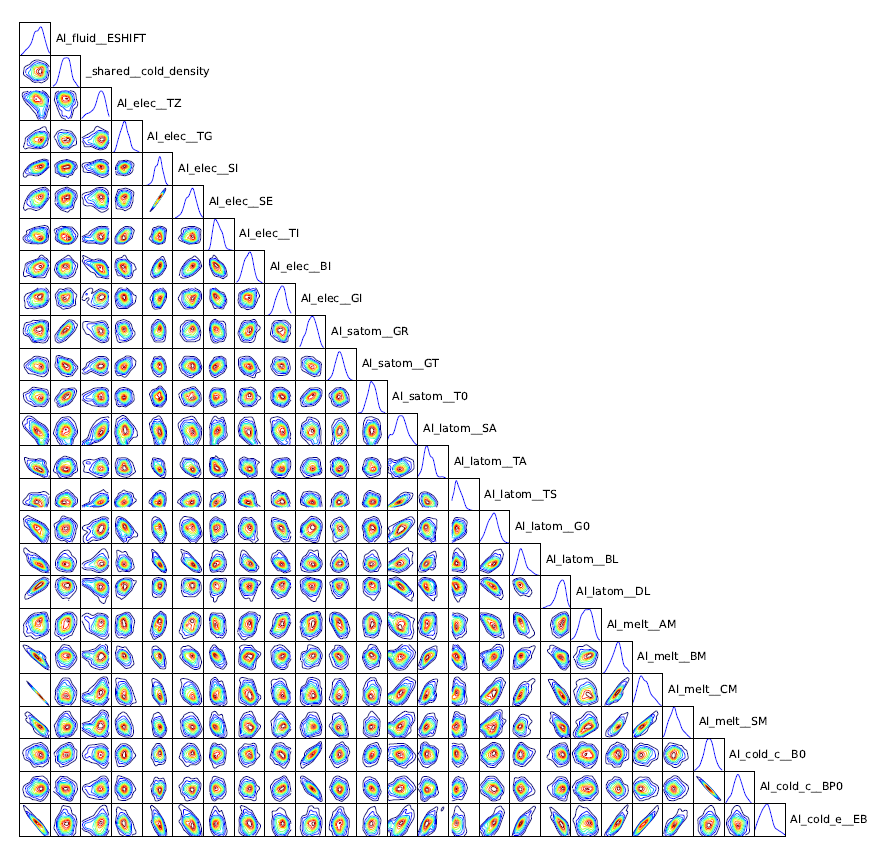 Al_fluid__ESHIFT
_shared__cold_density
Al_elec__TZ
Al_elec__TG
Al_elec__SI
Al_elec__SE
Al_elec__TI
Al_elec__BI
Al_elec__GI
Al_satom__GR
Al_satom__GT
Al_satom__T0
Al_latom__SA
Al_latom__TA
Al_latom__TS
Al_latom__G0
Al_latom__BL
Al_latom__DL
Al_melt__AM
Al_melt__BM
Al_melt__CM
Al_melt__SM
Al_cold_c__B0
Al_cold_c__BP0
Al_cold_e__EB